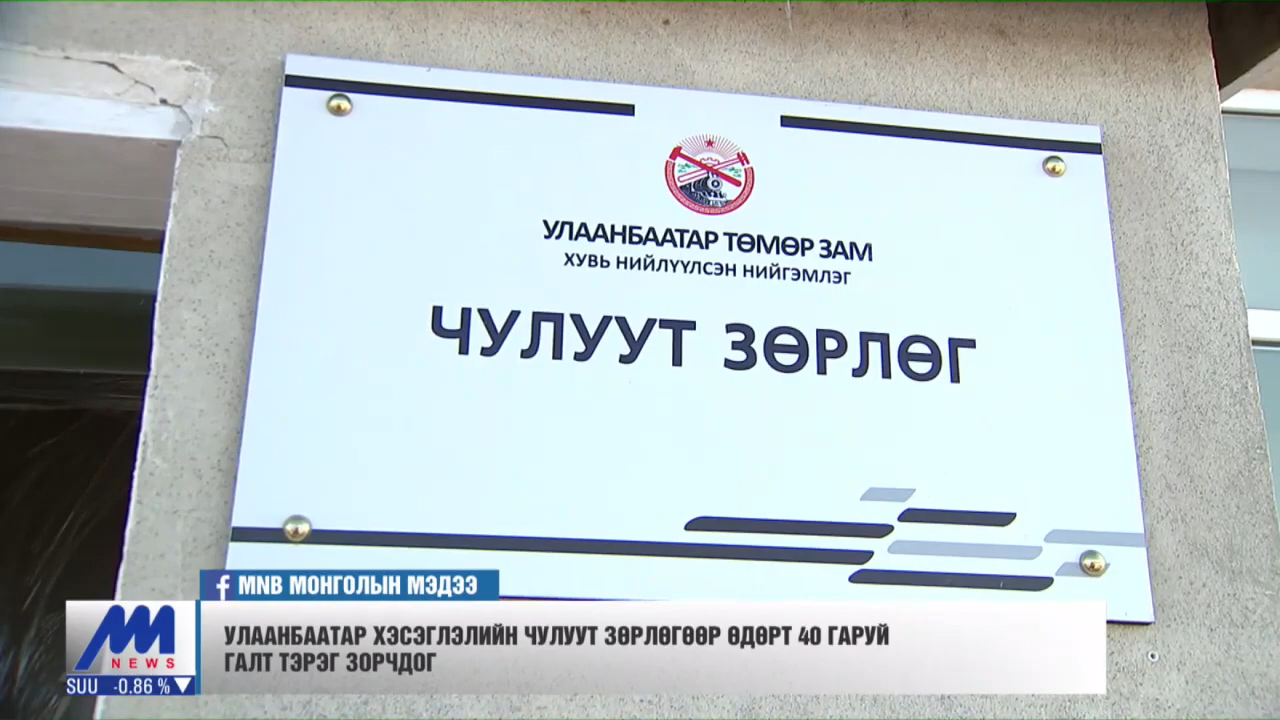 УЛААНБААТАР ТӨМӨР ЗАМ
ХУВЬ НИЙЛҮҮЛСЭН НИЙГЭМЛЭГ
ЧУЛУУТ ЗӨРЛӨГ
f MNB МОНГОЛЫН МЭДЭЭ
УЛААНБААТАР ХЭСЭГЛЭЛИЙН ЧУЛУУТ ЗӨРЛӨГӨӨР ӨДӨРТ 40 ГАРУЙ
ГАЛТ ТЭРЭГ ЗОРЧДОГ
M NEWS
SUU -0.86 % ▼